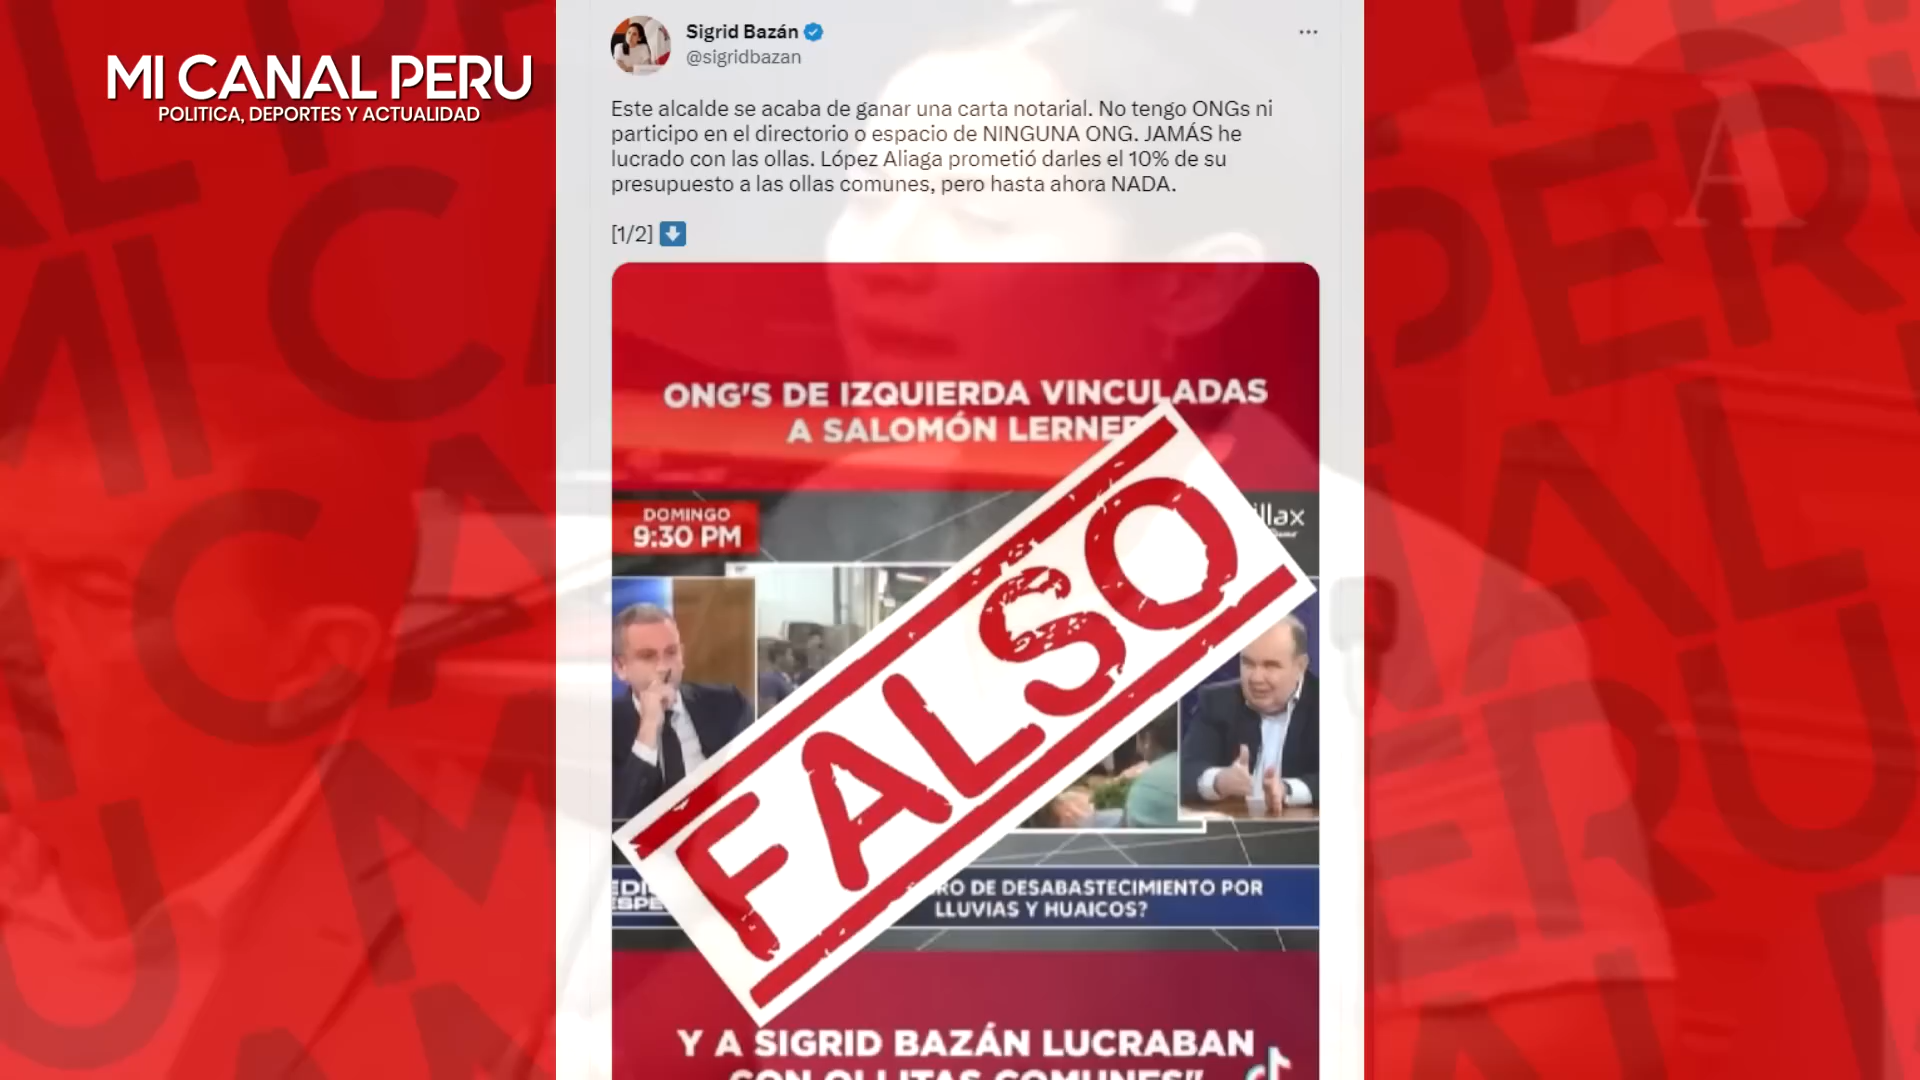 MI CANAL PERU
POLITICA, DEPORTES Y ACTUALIDAD
Sigrid Bazán
@sigridbazan
Este alcalde se acaba de ganar una carta notarial. No tengo ONGs ni
participo en el directorio o espacio de NINGUNA ONG. JAMÁS he
lucrado con las ollas. López Aliaga prometió darles el 10% de su
presupuesto a las ollas comunes, pero hasta ahora NADA.
[1/2]
ONG'S DE IZQUIERDA VINCULADAS
A SALOMÓN LERNER
DOMINGO
9:30 PM
FALSO
DE DESABASTECIMIENTO POR
LLUVIAS Y HUAICOS?
Y A SIGRID BAZÁN LUCRABAN
CON OLLITAS COMUNES"